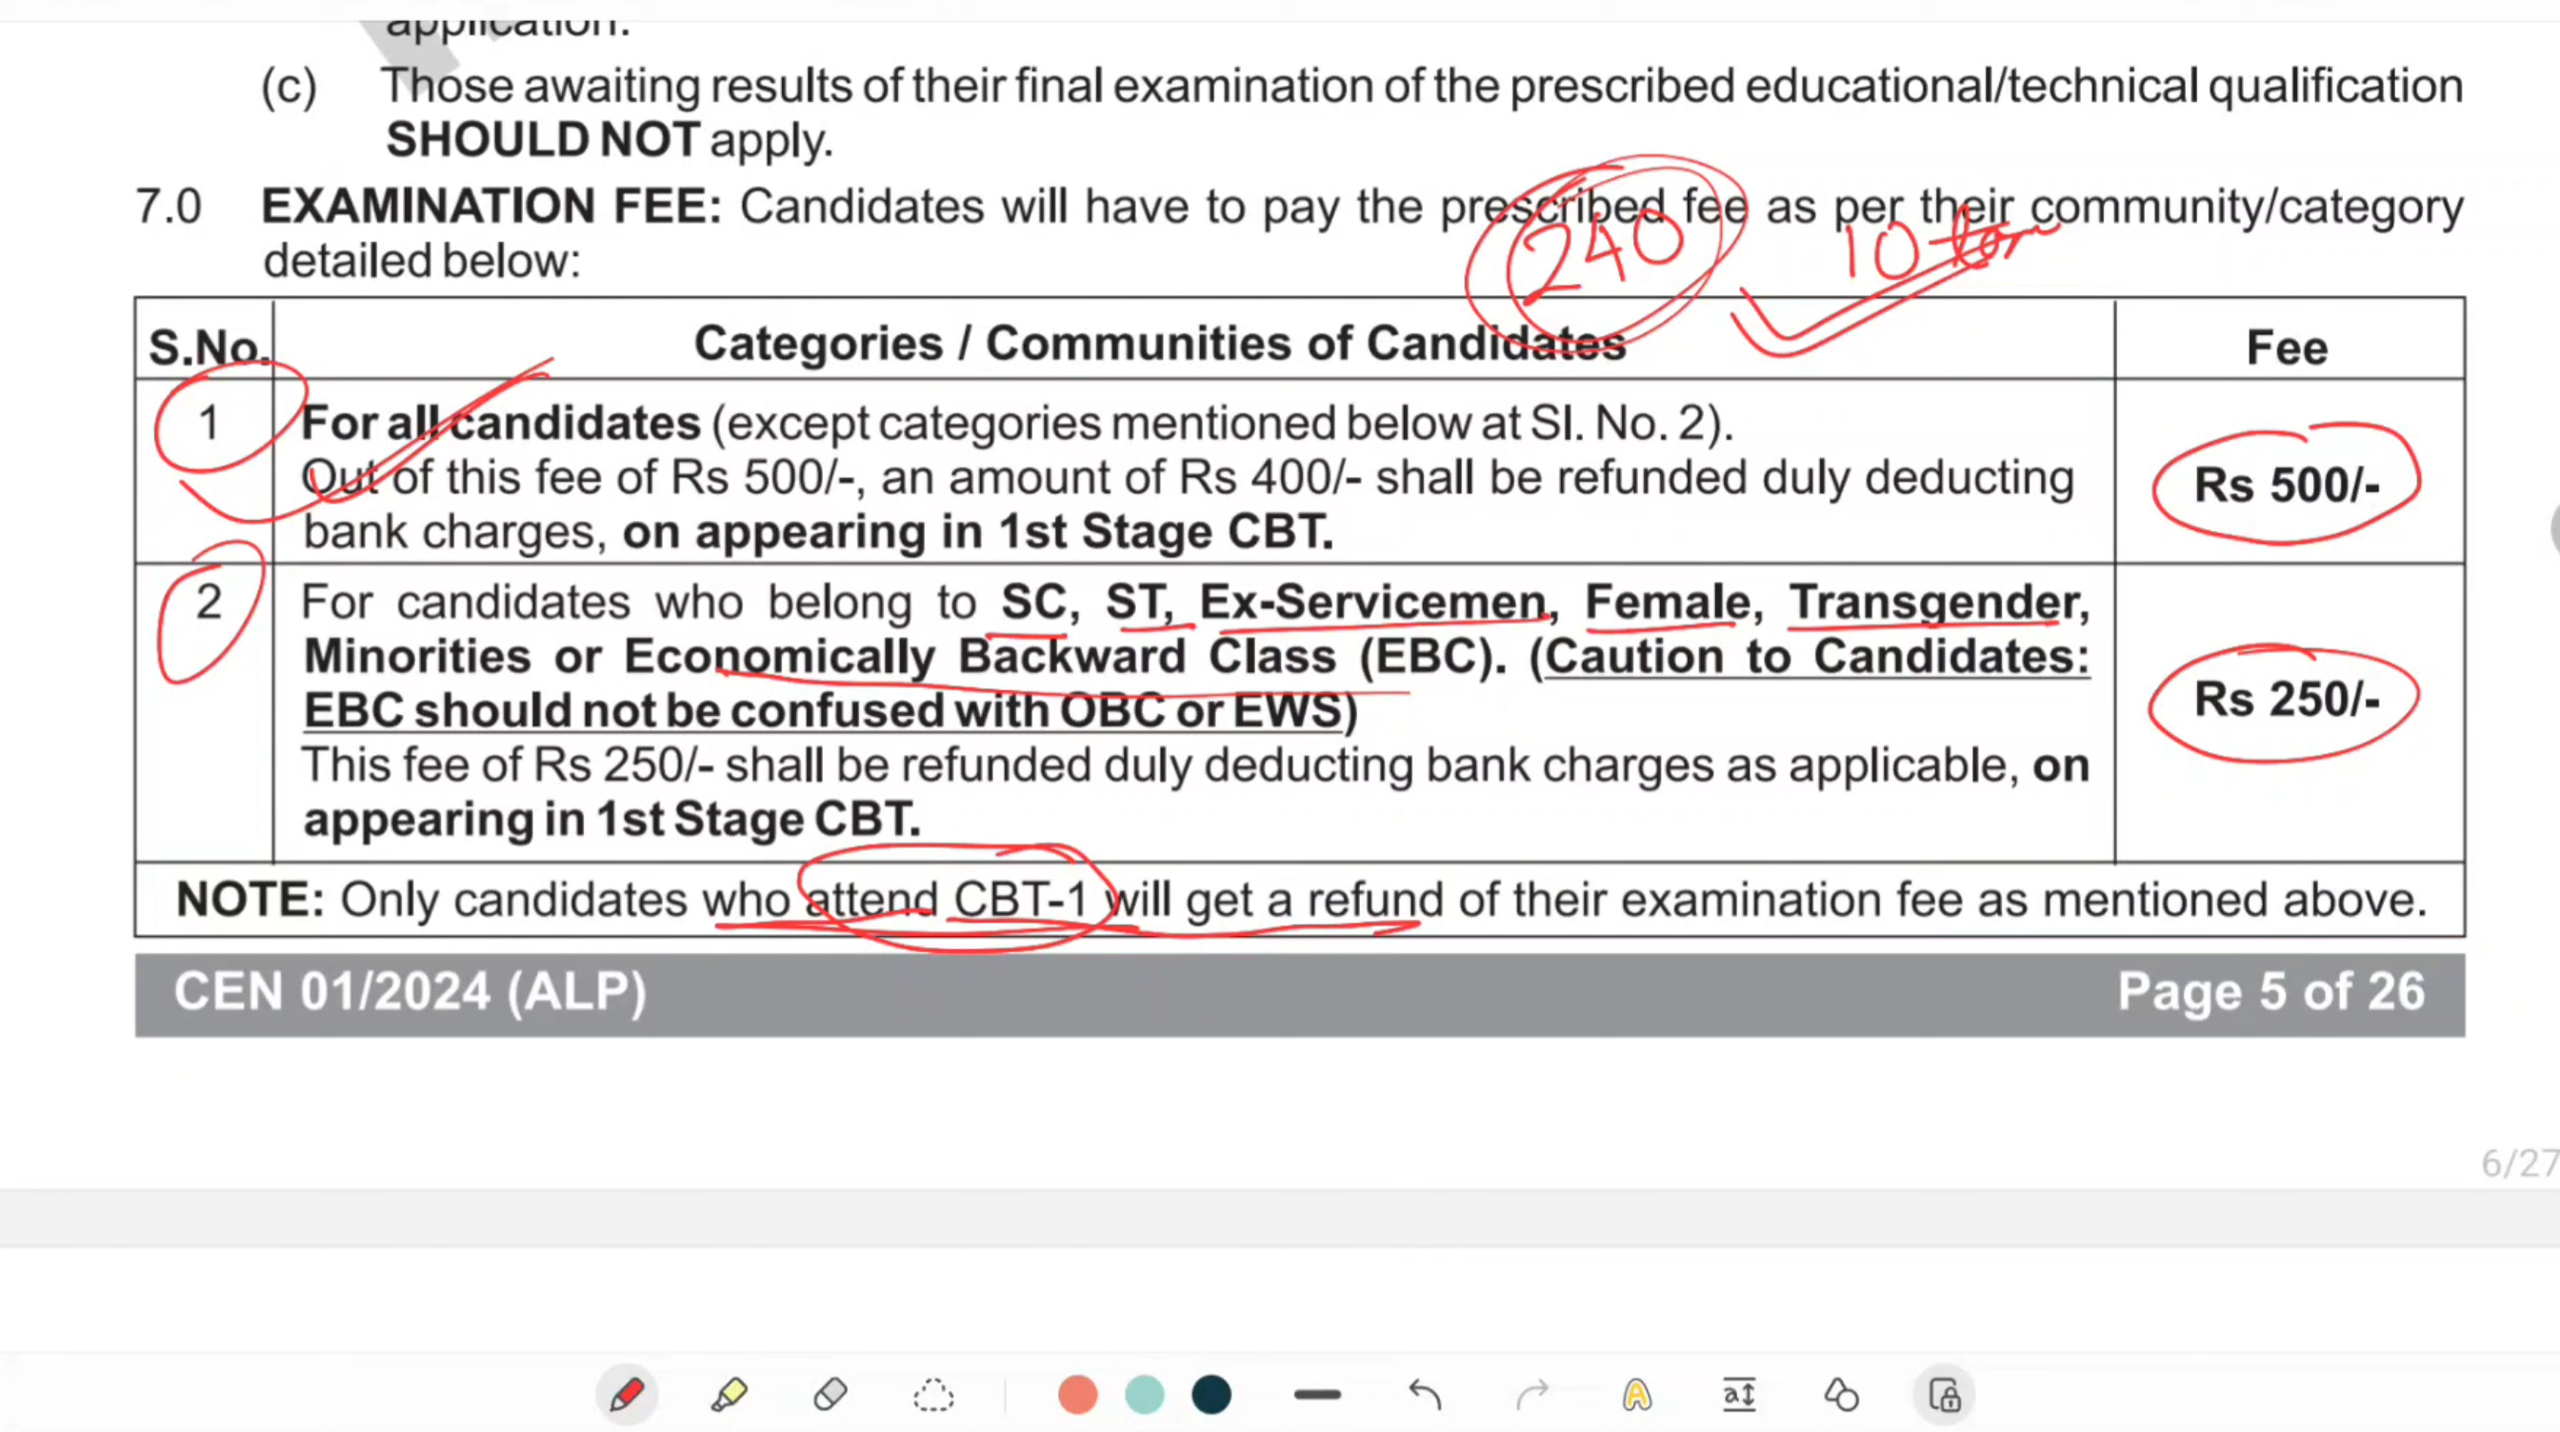 application.
(c) Those awaiting results of their final examination of the prescribed educational/technical qualification
SHOULD NOT apply.
7.0 EXAMINATION FEE: Candidates will have to pay the prescribed fee as per their community/category
240
10
detailed below:
S.No. Categories / Communities of Candidates Fee
1 For all candidates (except categories mentioned below at Sl. No. 2).
Out of this fee of Rs 500/-, an amount of Rs 400/- shall be refunded duly deducting Rs 500/-
bank charges, on appearing in 1st Stage CBT.
2 For candidates who belong to SC, ST, Ex-Servicemen, Female, Transgender,
Minorities or Economically Backward Class (EBC). (Caution to Candidates:
EBC should not be confused with OBC or EWS) Rs 250/-
This fee of Rs 250/- shall be refunded duly deducting bank charges as applicable, on
appearing in 1st Stage CBT.
NOTE: Only candidates who attend CBT-1 will get a refund of their examination fee as mentioned above.
CEN 01/2024 (ALP) Page 5 of 26
6/27